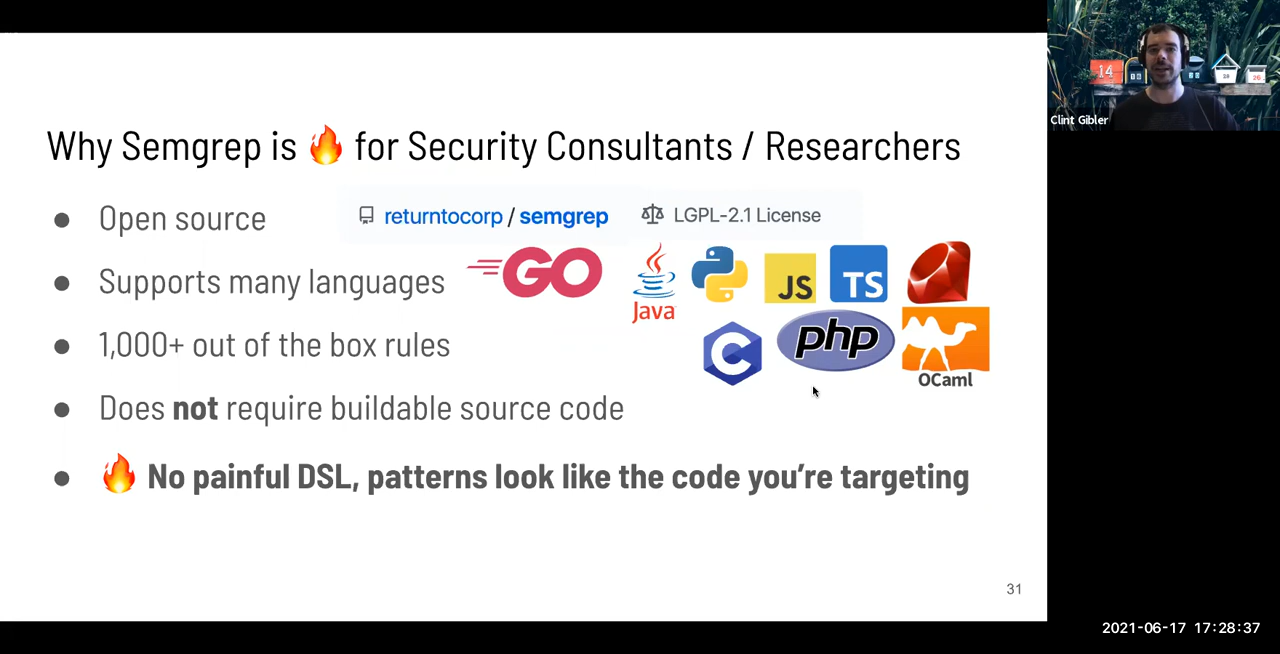 Clint Gibler
Why Semgrep is 🔥 for Security Consultants / Researchers
● Open source
returntocorp / semgrep LGPL-2.1 License
● Supports many languages
GO
Java
JS
TS
C
php
OCaml
● 1,000+ out of the box rules
● Does not require buildable source code
● 🔥 No painful DSL, patterns look like the code you’re targeting
31
2021-06-17 17:28:37